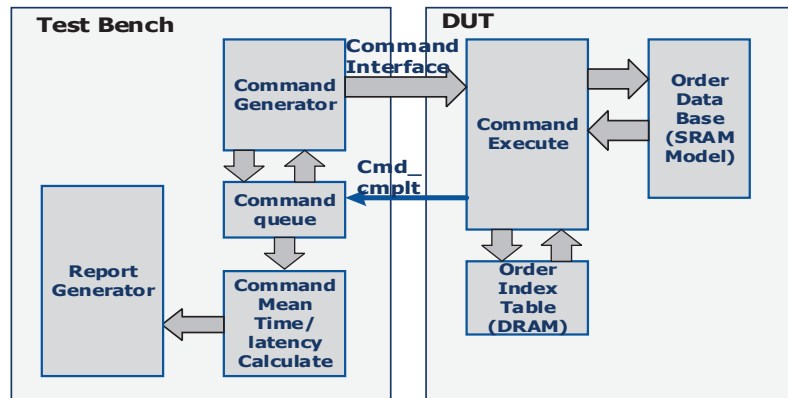 Test Bench
DUT
Command
Interface
Command
Generator
Command
Execute
Order
Data
Base
(SRAM
Model)
Cmd_
cmplt
Command
queue
Report
Generator
Command
Mean
Time/
latency
Calculate
Order
Index
Table
(DRAM)